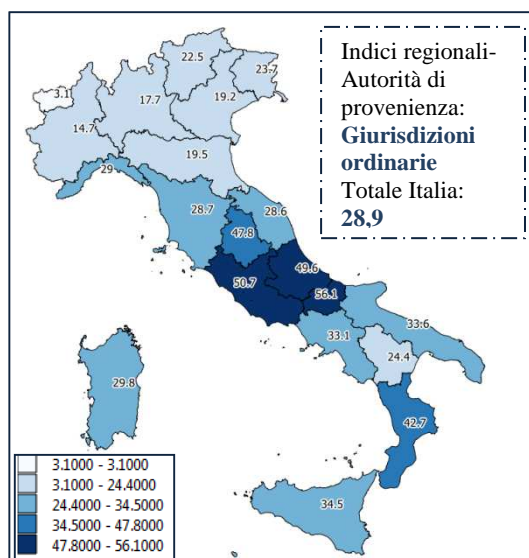 Indici regionali-
Autorità di
provenienza:
Giurisdizioni
ordinarie
Totale Italia:
28,9
22.5
23.7
3.1
17.7
19.2
14.7
19.5
29
28.7
28.6
47.8
49.6
50.7
56.1
33.1
33.6
24.4
29.8
42.7
34.5
3.1000 - 3.1000
3.1000 - 24.4000
24.4000 - 34.5000
34.5000 - 47.8000
47.8000 - 56.1000